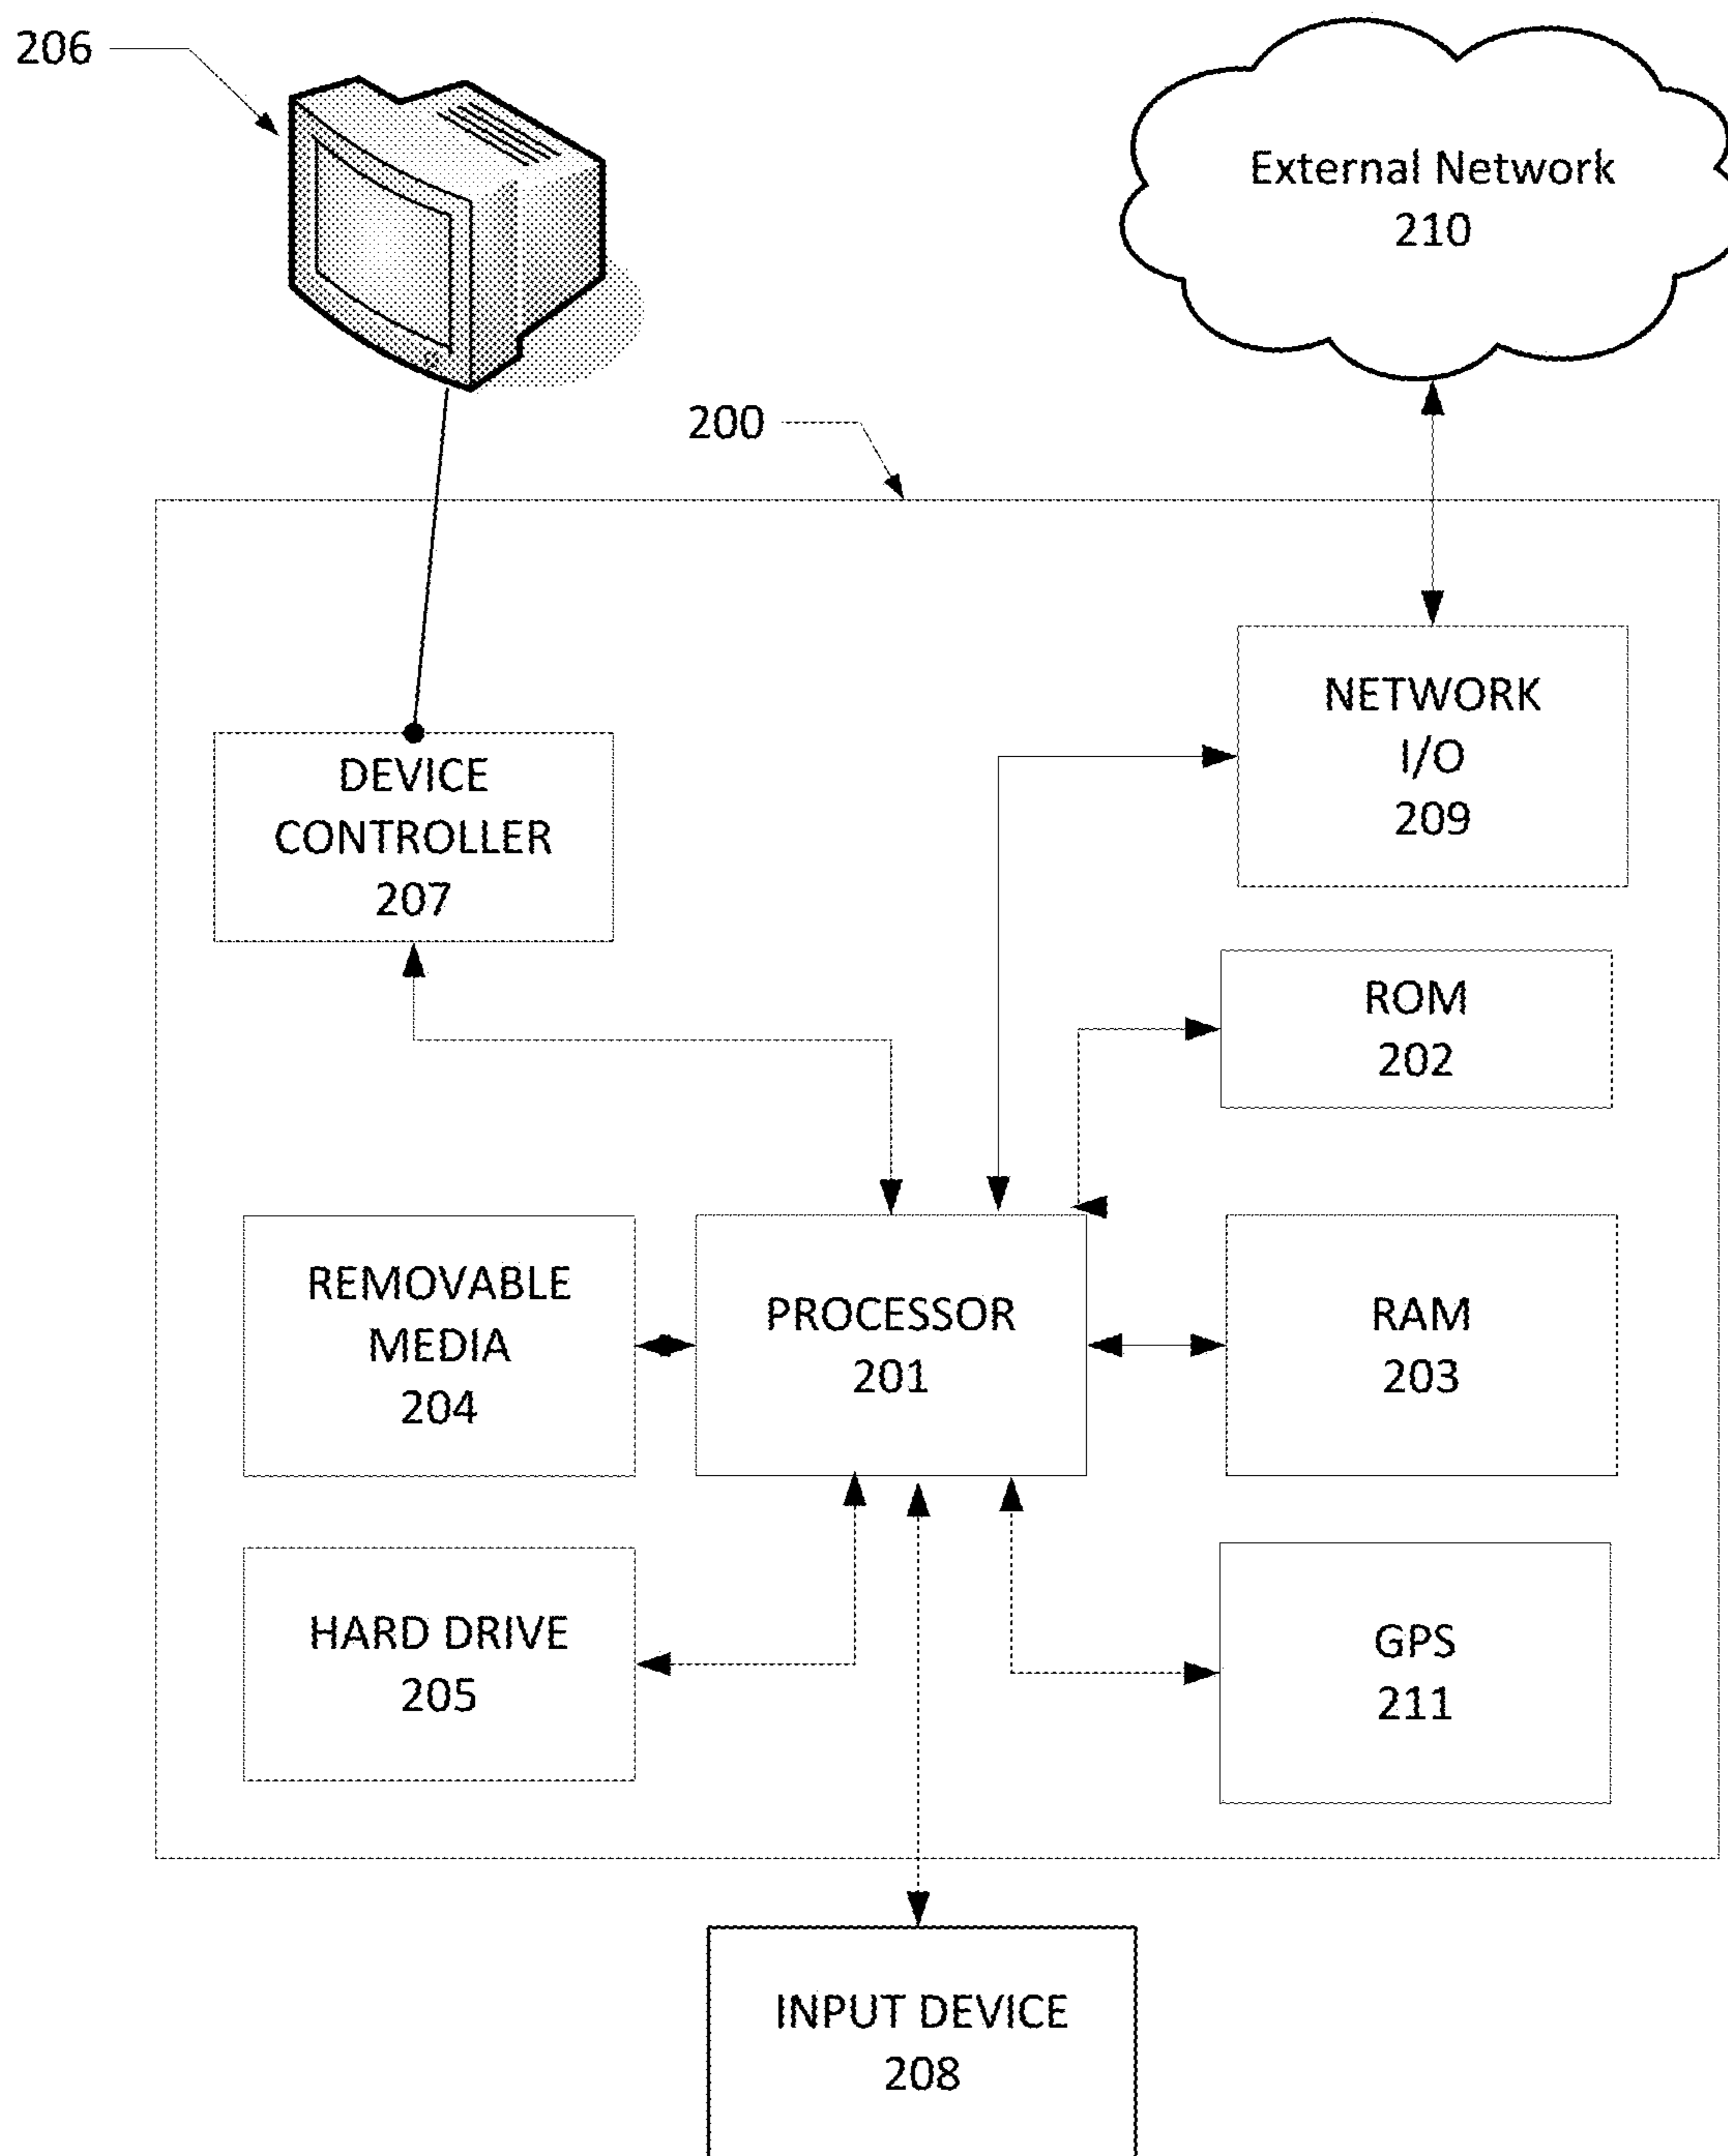 206
External Network
210
200
NETWORK
I/O
209
DEVICE
CONTROLLER
207
ROM
202
REMOVABLE
MEDIA
204
PROCESSOR
201
RAM
203
HARD DRIVE
205
GPS
211
INPUT DEVICE
208